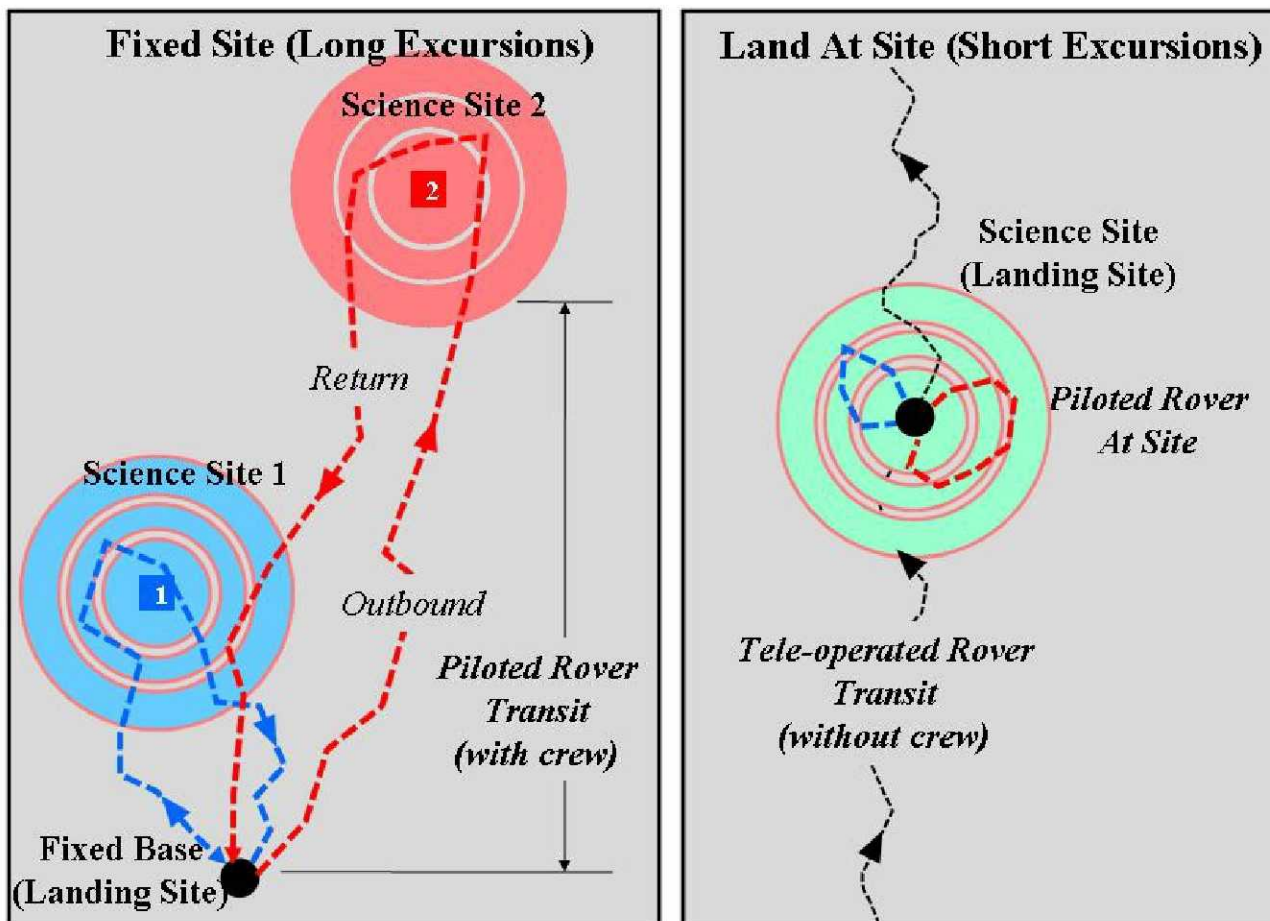 Fixed Site (Long Excursions)
Science Site 2
2
Return
Science Site 1
1
Outbound
Piloted Rover
Transit
(with crew)
Fixed Base
(Landing Site)
Land At Site (Short Excursions)
Science Site
(Landing Site)
Piloted Rover
At Site
Tele-operated Rover
Transit
(without crew)